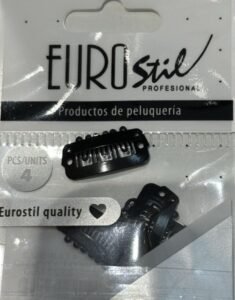 EUROStil
PROFESIONAL
Productos de peluquería
PCS/UNITS
4
Eurostil quality